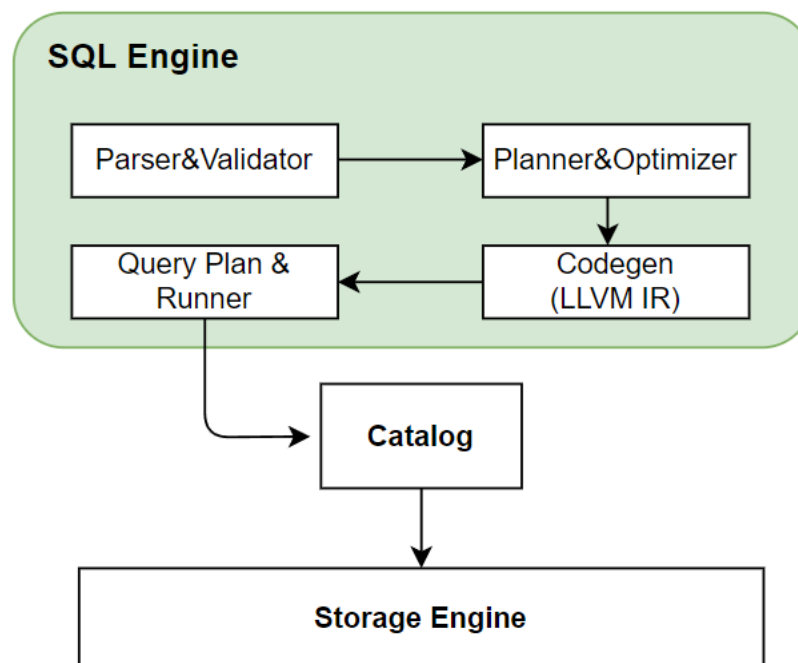 SQL Engine
Parser&Validator
Planner&Optimizer
Query Plan &
Runner
Codegen
(LLVM IR)
Catalog
Storage Engine